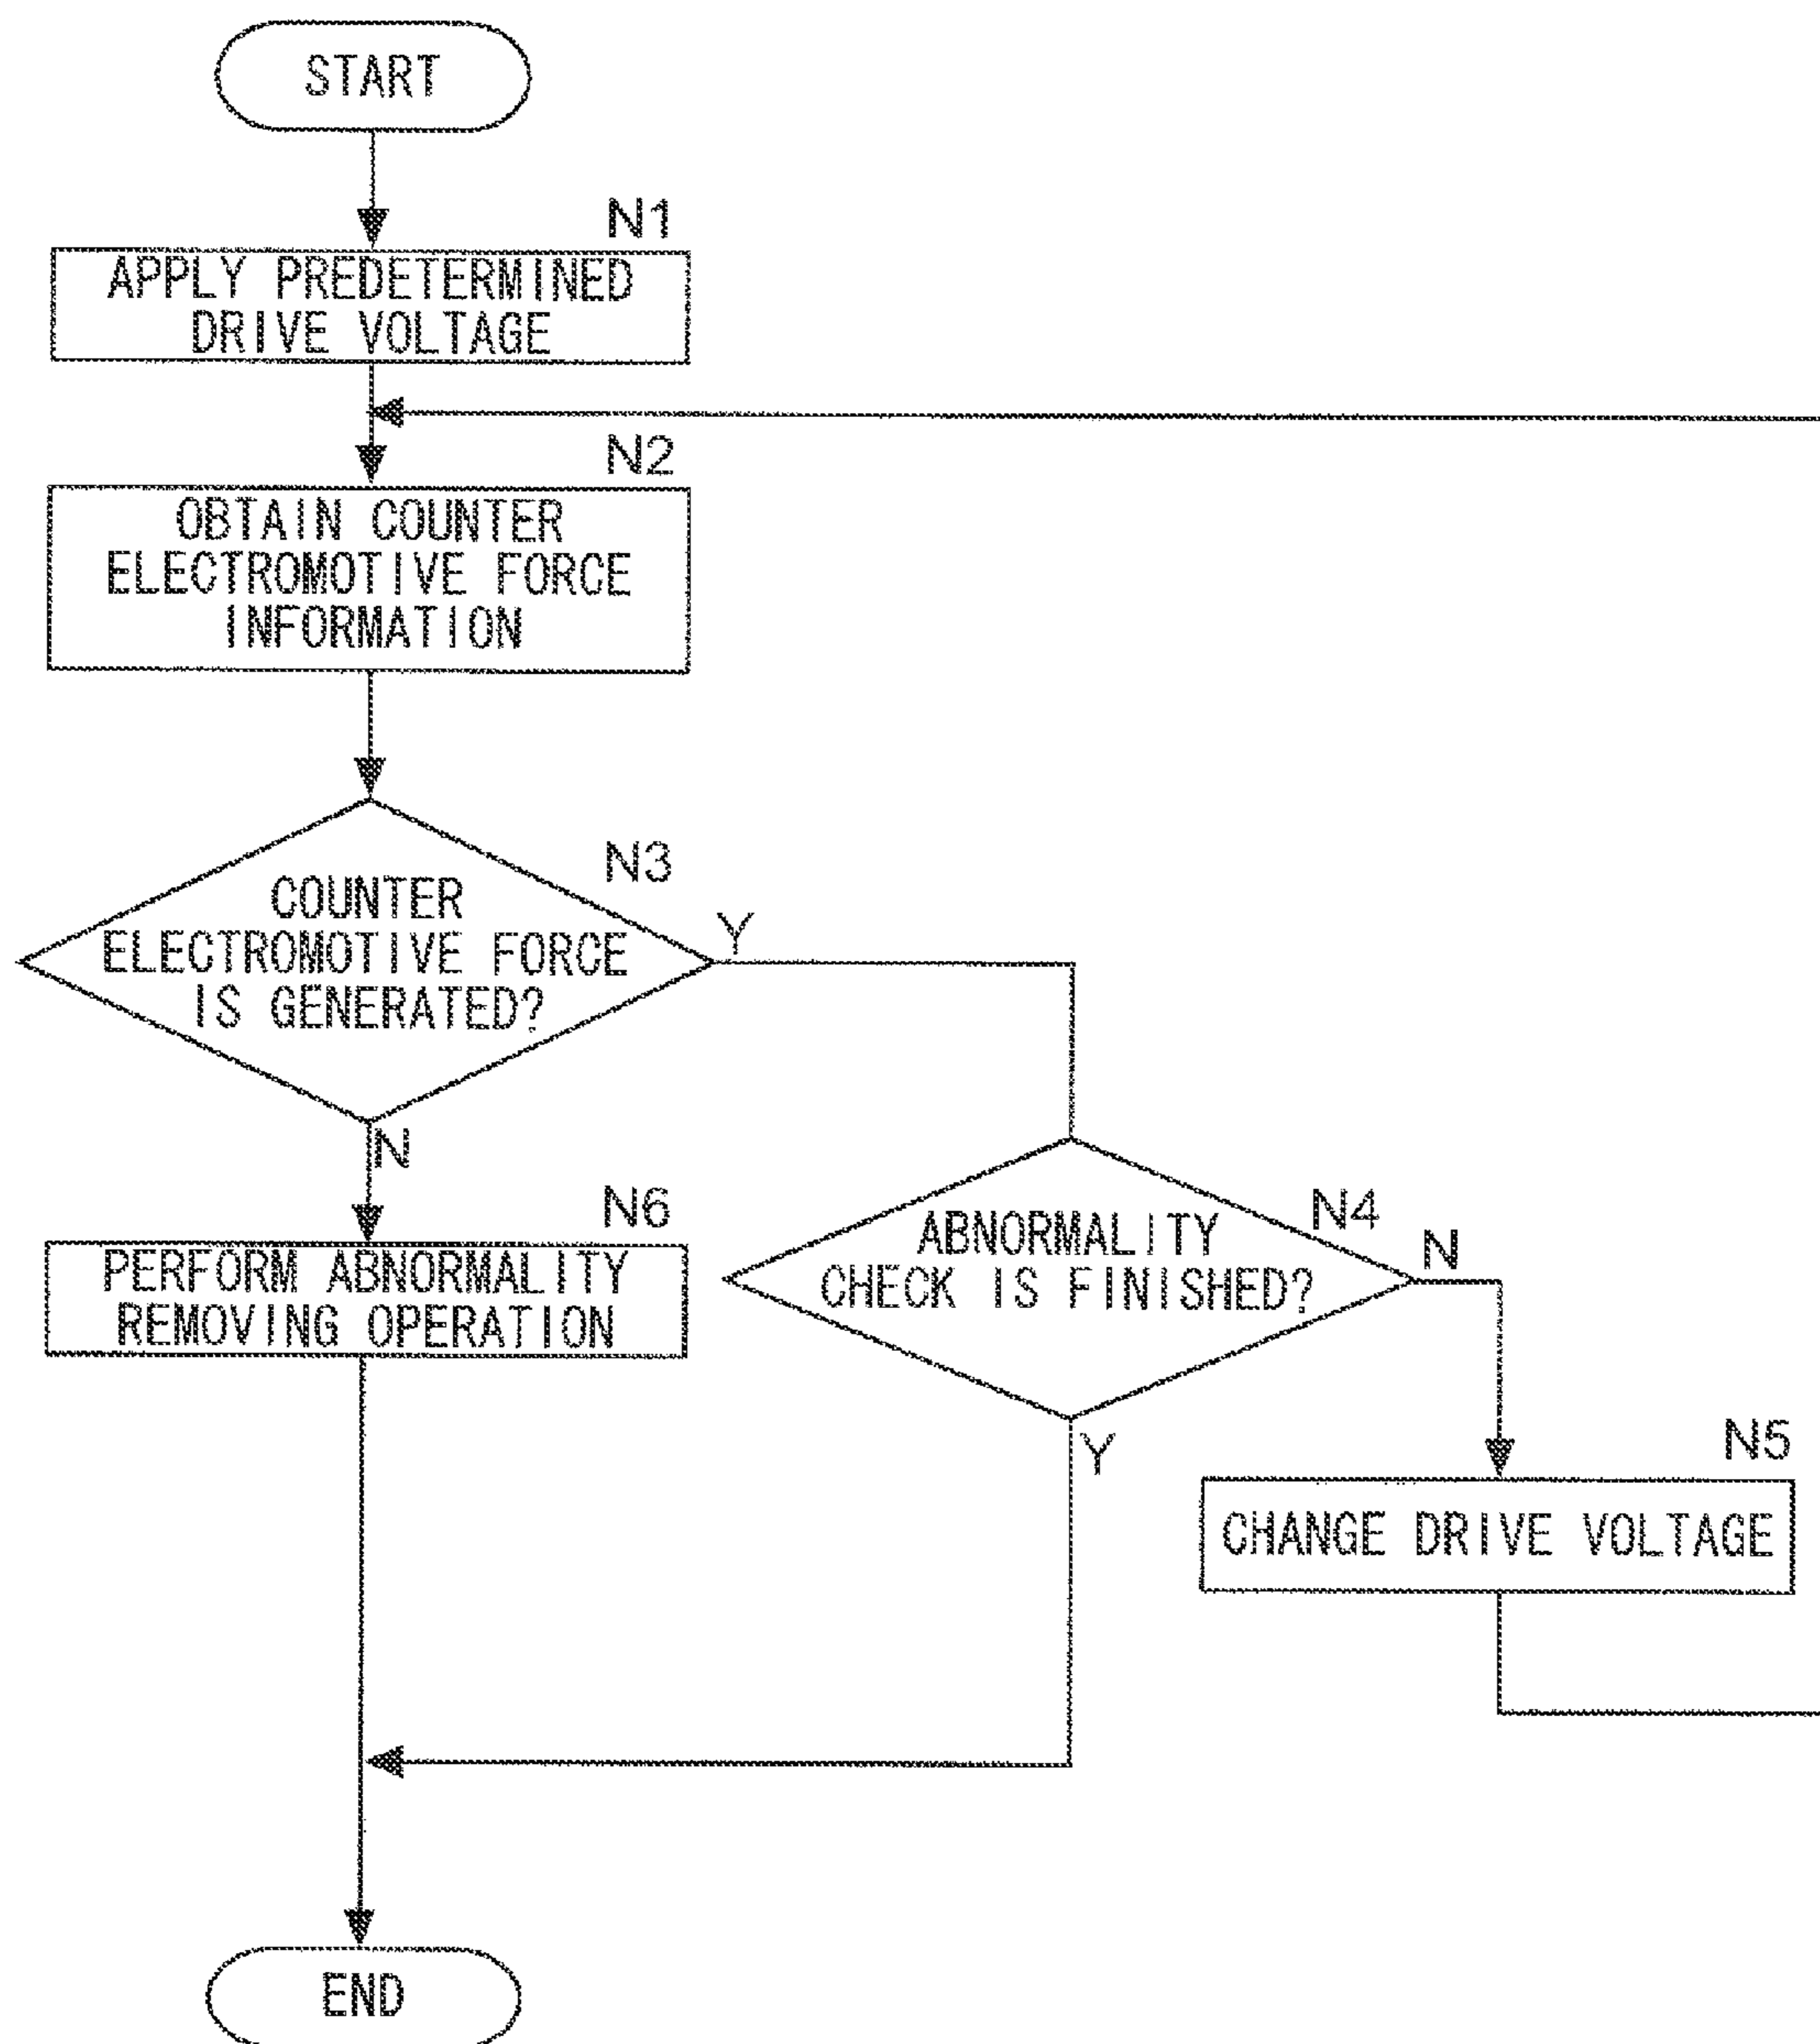 START
N1
APPLY PREDETERMINED
DRIVE VOLTAGE
N2
OBTAIN COUNTER
ELECTROMOTIVE FORCE
INFORMATION
N3
COUNTER
ELECTROMOTIVE FORCE
IS GENERATED?
Y
N
N4
ABNORMALITY
CHECK IS FINISHED?
N
Y
N5
CHANGE DRIVE VOLTAGE
N6
PERFORM ABNORMALITY
REMOVING OPERATION
END